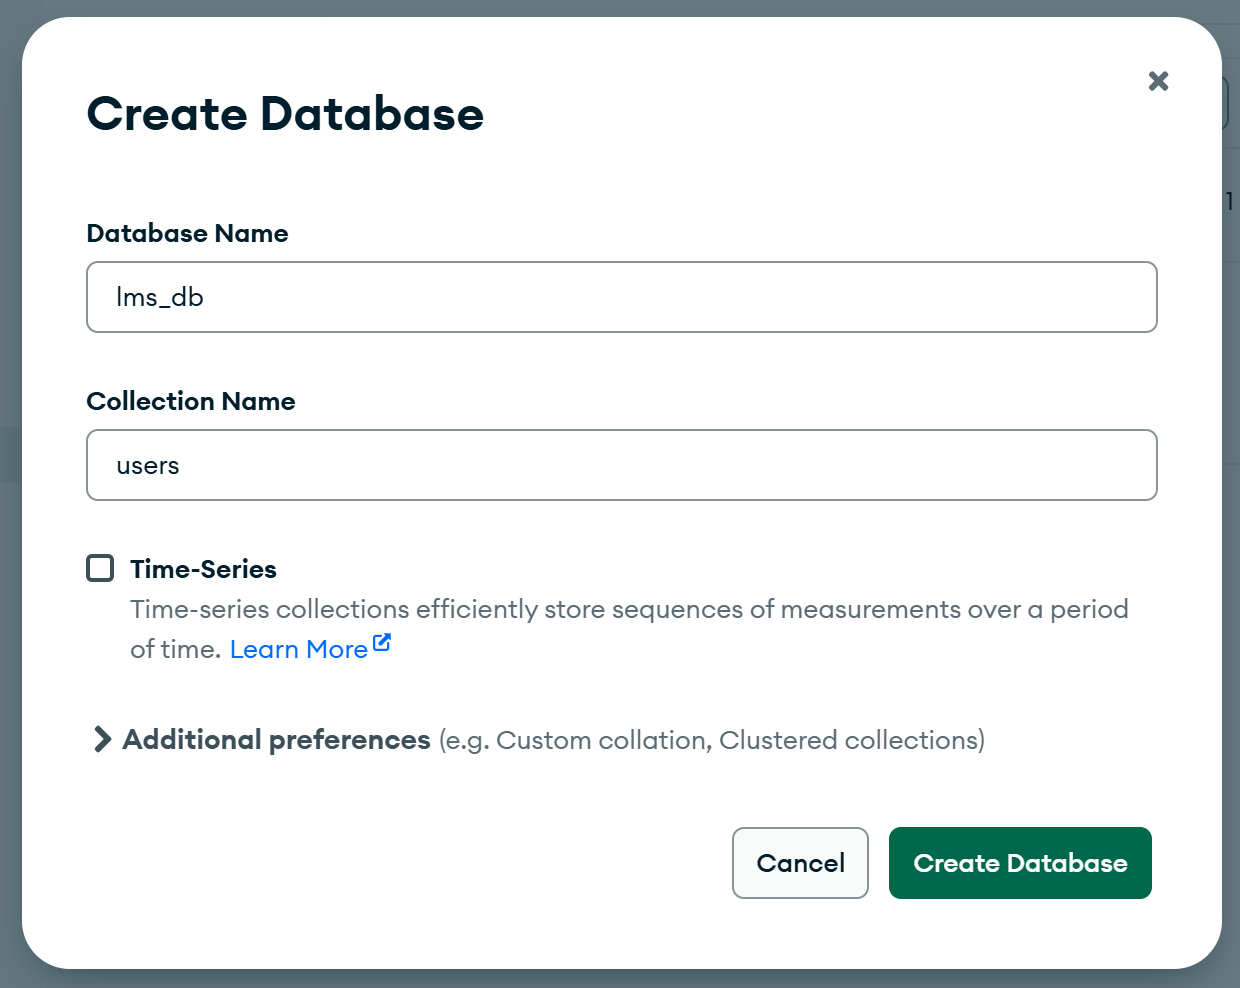 Create Database
1
Database Name
lms_db
Collection Name
users
Time-Series
Time-series collections efficiently store sequences of measurements over a period
of time. Learn More
Additional preferences (e.g. Custom collation, Clustered collections)
Cancel
Create Database